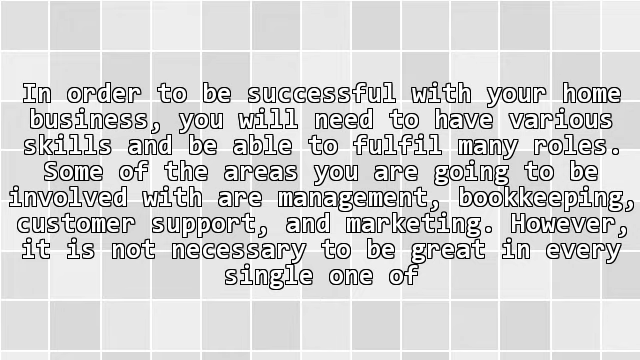 In order to be successful with your home
business, you will need to have various
skills and be able to fulfil many roles.
Some of the areas you are going to be
involved with are management, bookkeeping,
customer support, and marketing. However,
it is not necessary to be great in every
single one of